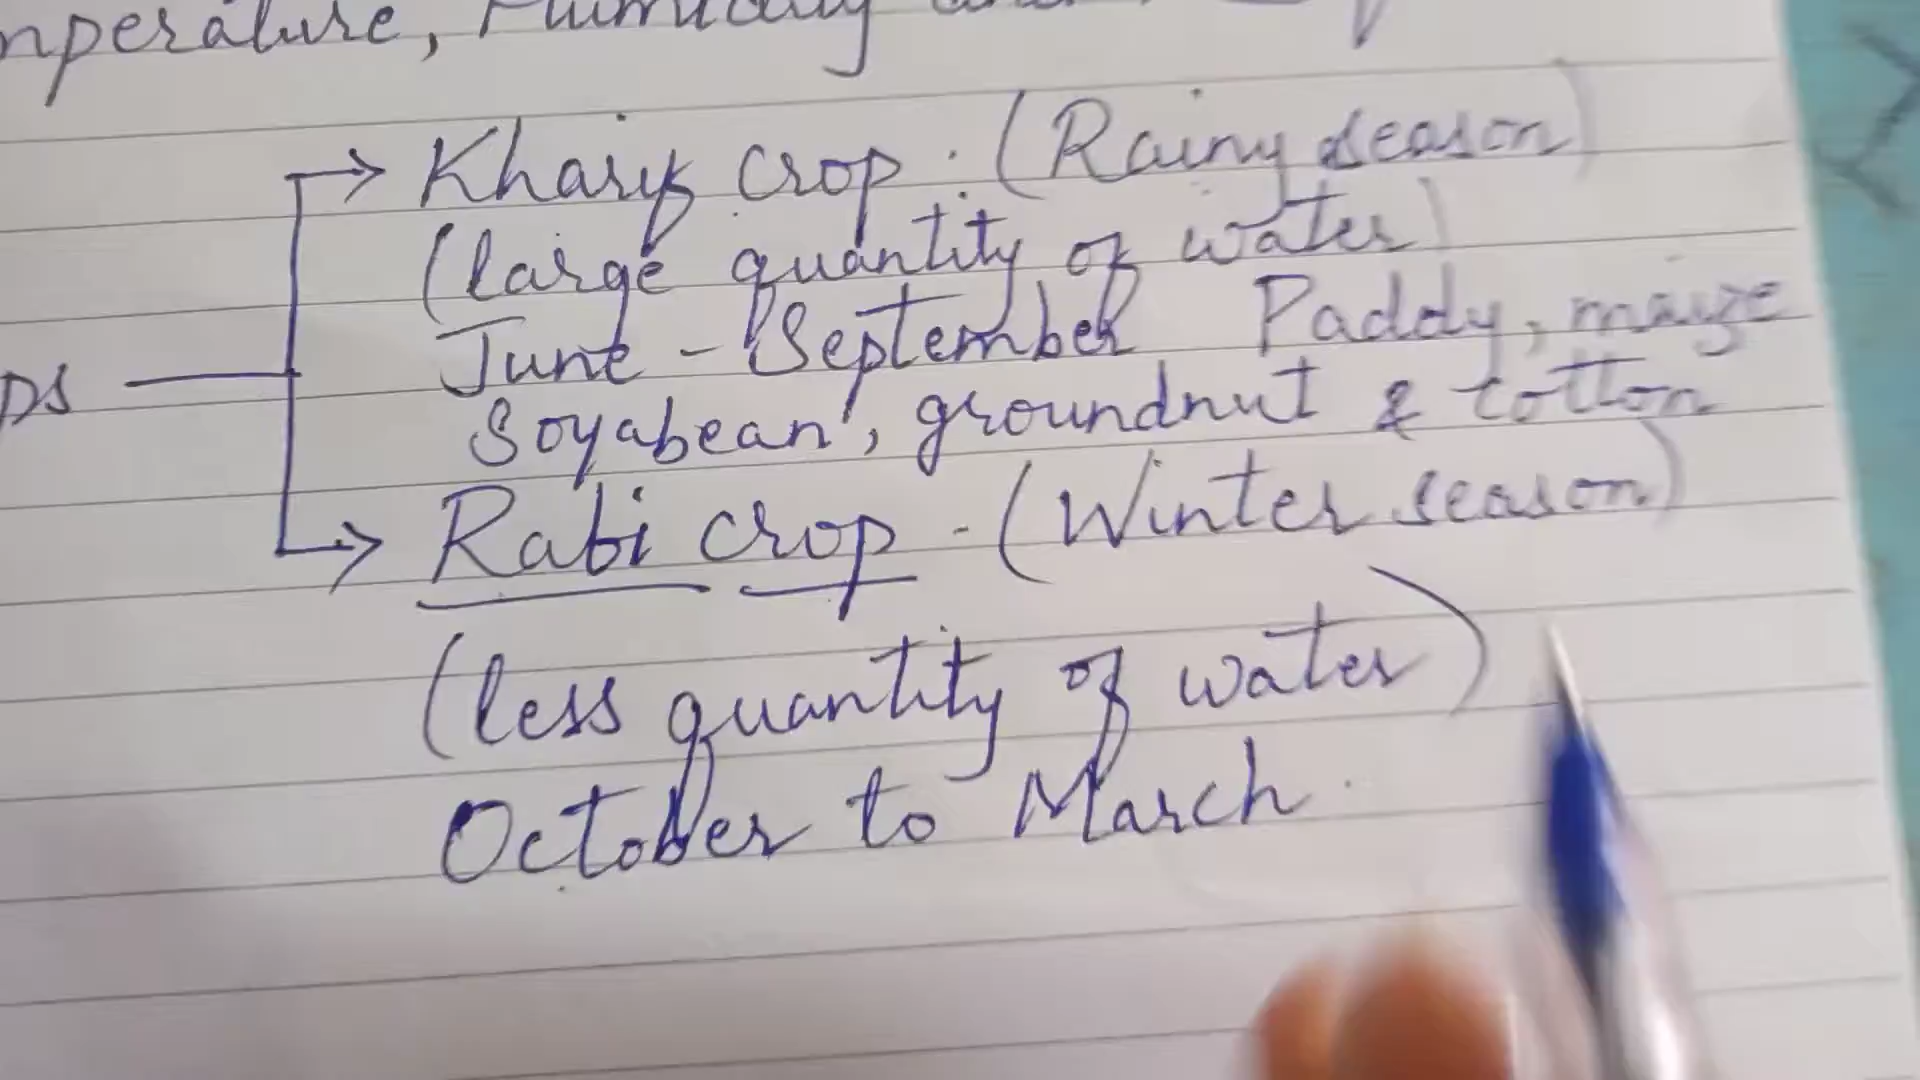 Kharif crop. (Rainy season)
(large quantity of water)
June - September Paddy, maize
Soyabean, groundnut & cotton
Rabi crop - (Winter season)
(less quantity of water)
October to March.